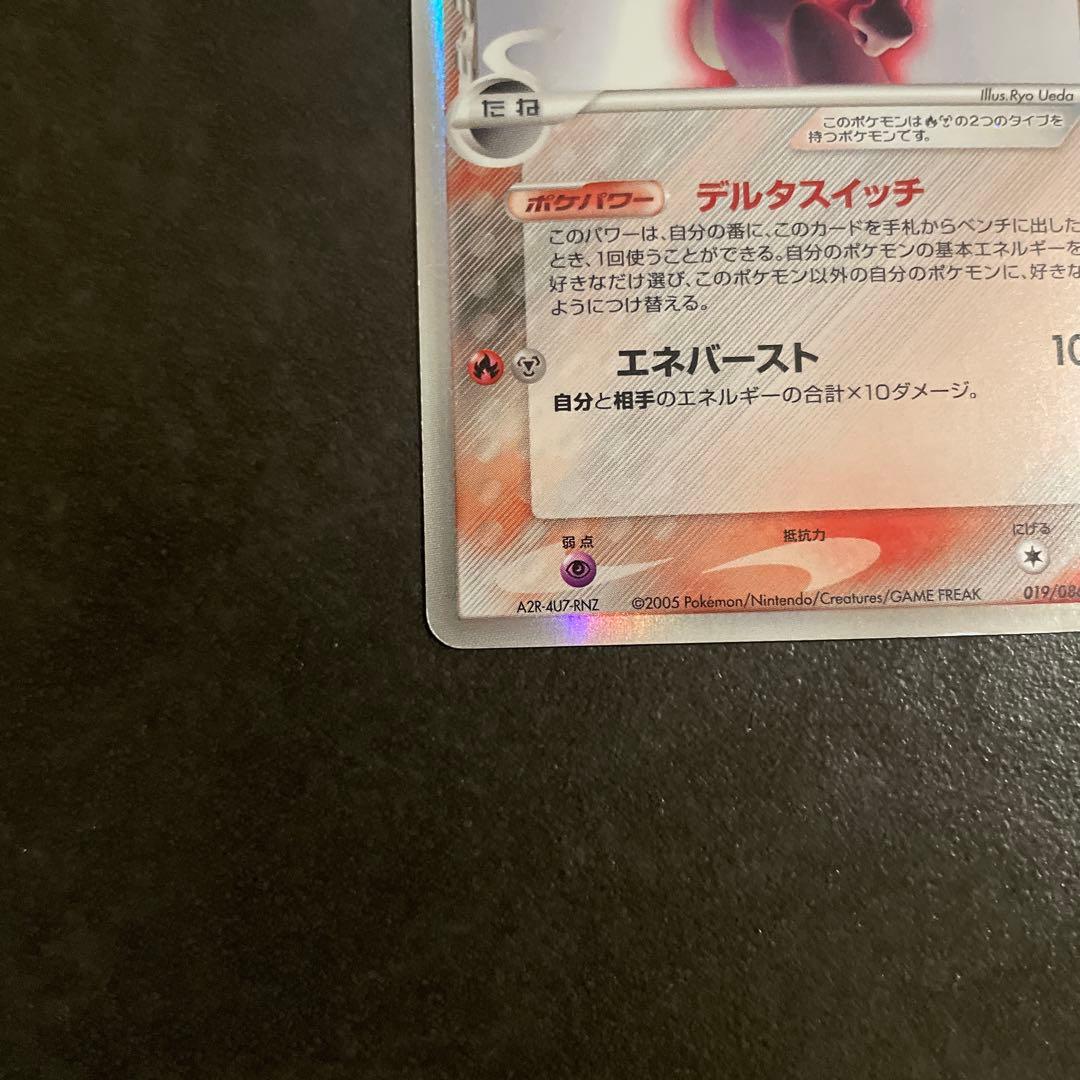 Illus.Ryo Ueda
たね
このポケモンはの2つのタイプを
持つポケモンです。
ポケパワー デルタスイッチ
このパワーは、自分の番に、このカードを手札からベンチに出した
とき、1回使うことができる。自分のポケモンの基本エネルギーを
好きなだけ選び、このポケモン以外の自分のポケモンに、好きな
ようにつけ替える。
エネバースト 10
自分と相手のエネルギーの合計×10ダメージ。
弱点 抵抗力 にげる
A2R-4U7-RNZ ©2005 Pokémon/Nintendo/Creatures/GAME FREAK 019/086